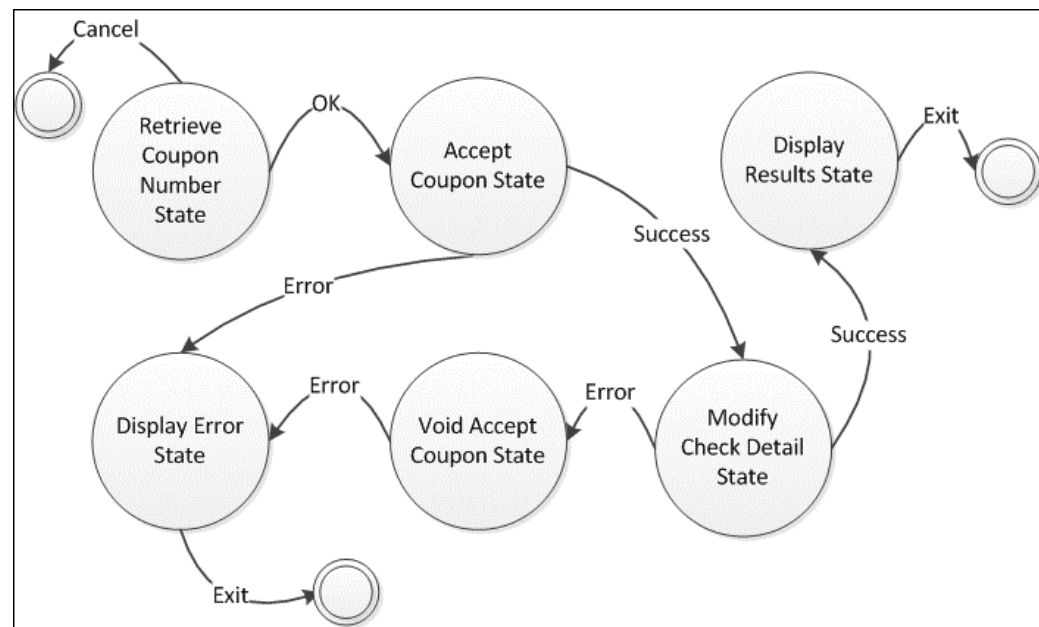 Cancel
Retrieve
Coupon
Number
State
OK
Accept
Coupon State
Display
Results State
Exit
Success
Error
Success
Display Error
State
Error
Void Accept
Coupon State
Error
Modify
Check Detail
State
Exit